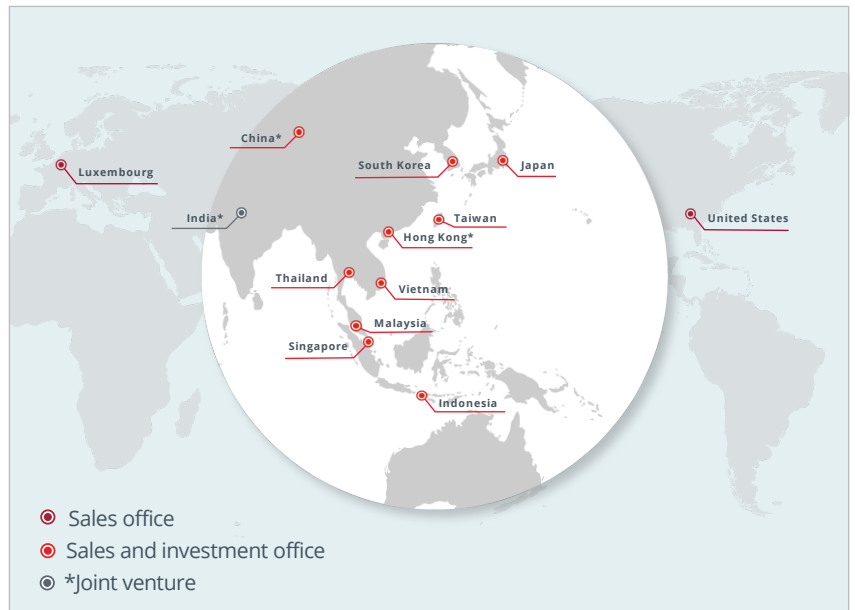 China*
South Korea
Japan
Luxembourg
India*
Taiwan
United States
Hong Kong*
Thailand
Vietnam
Malaysia
Singapore
Indonesia
Sales office
Sales and investment office
*Joint venture